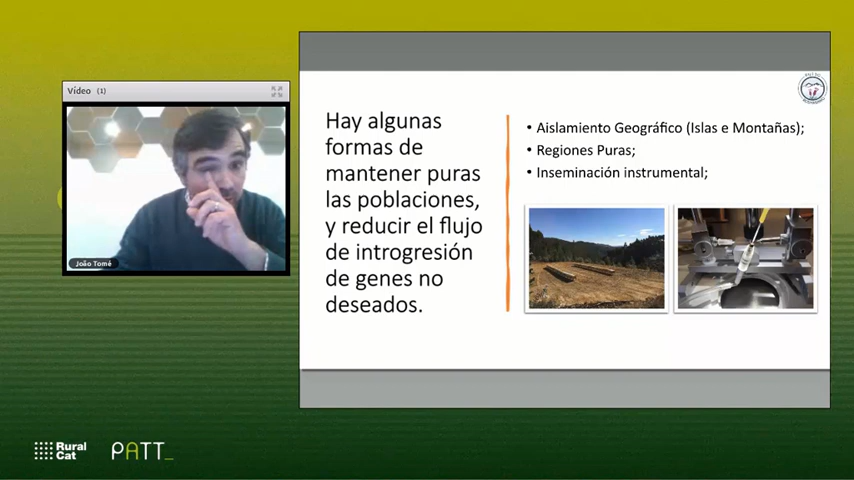 Vídeo (1)
João Tomé
Hay algunas
formas de
mantener puras
las poblaciones,
y reducir el flujo
de introgresión
de genes no
deseados.
• Aislamiento Geográfico (Islas e Montañas);
• Regiones Puras;
• Inseminación instrumental;
Rural
Cat
PATT_